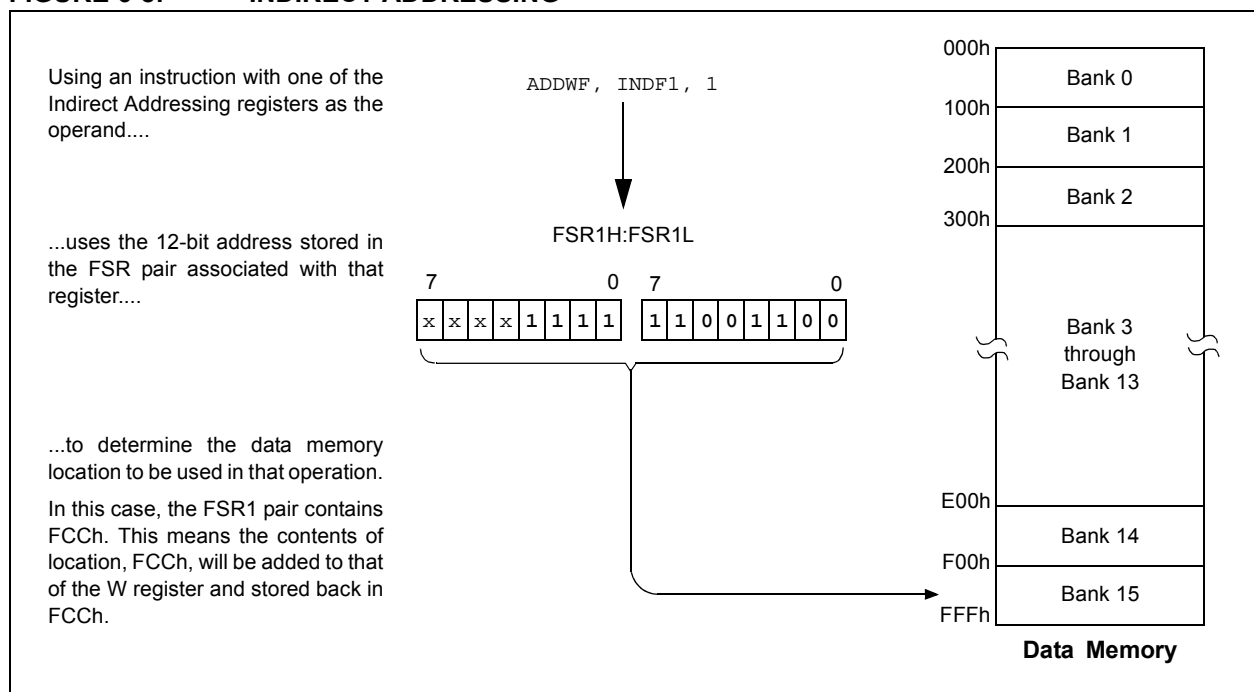 Using an instruction with one of the
Indirect Addressing registers as the
operand....
ADDWF, INDF1, 1
...uses the 12-bit address stored in
the FSR pair associated with that
register....
FSR1H:FSR1L
7 0 7 0
x x x x 1 1 1 1 1 1 0 0 1 1 0 0
...to determine the data memory
location to be used in that operation.
In this case, the FSR1 pair contains
FCCh. This means the contents of
location, FCCh, will be added to that
of the W register and stored back in
FCCh.
000h
Bank 0
100h
Bank 1
200h
Bank 2
300h
Bank 3
through
Bank 13
E00h
Bank 14
F00h
Bank 15
FFFh
Data Memory